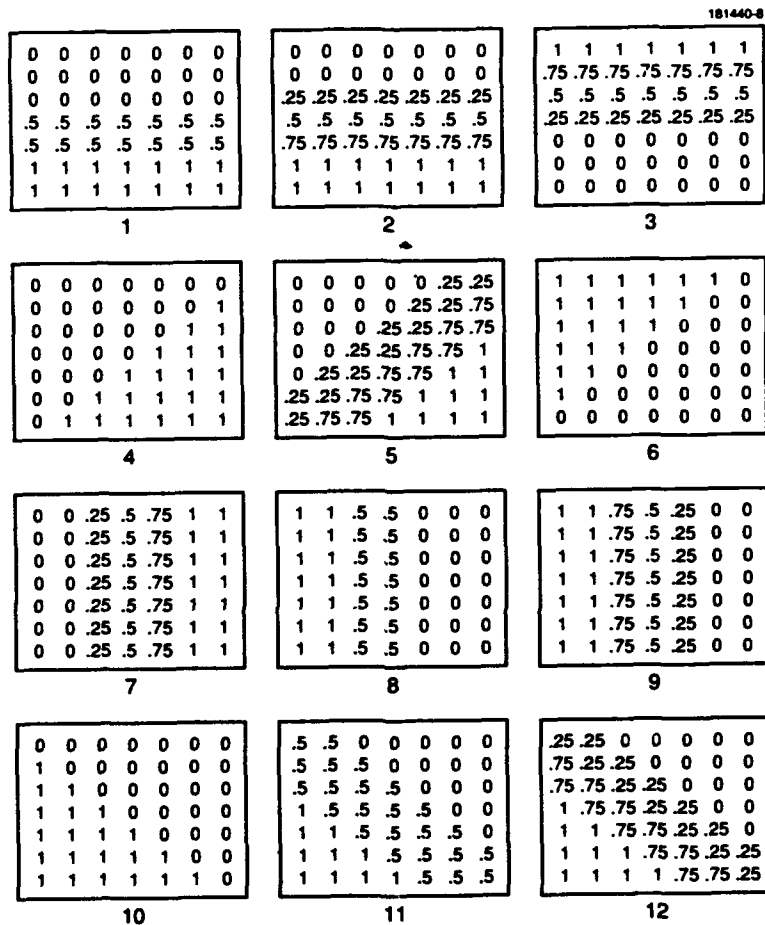 181440-8
0 0 0 0 0 0 0
0 0 0 0 0 0 0
0 0 0 0 0 0 0
.5 .5 .5 .5 .5 .5 .5
.5 .5 .5 .5 .5 .5 .5
1 1 1 1 1 1 1
1 1 1 1 1 1 1
1
0 0 0 0 0 0 0
0 0 0 0 0 0 0
.25 .25 .25 .25 .25 .25 .25
.5 .5 .5 .5 .5 .5 .5
.75 .75 .75 .75 .75 .75 .75
1 1 1 1 1 1 1
1 1 1 1 1 1 1
2
1 1 1 1 1 1 1
.75 .75 .75 .75 .75 .75 .75
.5 .5 .5 .5 .5 .5 .5
.25 .25 .25 .25 .25 .25 .25
0 0 0 0 0 0 0
0 0 0 0 0 0 0
0 0 0 0 0 0 0
3
0 0 0 0 0 0 0
0 0 0 0 0 0 1
0 0 0 0 0 1 1
0 0 0 0 1 1 1
0 0 0 1 1 1 1
0 0 1 1 1 1 1
0 1 1 1 1 1 1
4
0 0 0 0 0 .25 .25
0 0 0 0 .25 .25 .75
0 0 0 .25 .25 .75 .75
0 0 .25 .25 .75 .75 1
0 .25 .25 .75 .75 1 1
.25 .25 .75 .75 1 1 1
.25 .75 .75 1 1 1 1
5
1 1 1 1 1 1 0
1 1 1 1 1 0 0
1 1 1 1 0 0 0
1 1 1 0 0 0 0
1 1 0 0 0 0 0
1 0 0 0 0 0 0
0 0 0 0 0 0 0
6
0 0 .25 .5 .75 1 1
0 0 .25 .5 .75 1 1
0 0 .25 .5 .75 1 1
0 0 .25 .5 .75 1 1
0 0 .25 .5 .75 1 1
0 0 .25 .5 .75 1 1
0 0 .25 .5 .75 1 1
7
1 1 .5 .5 0 0 0
1 1 .5 .5 0 0 0
1 1 .5 .5 0 0 0
1 1 .5 .5 0 0 0
1 1 .5 .5 0 0 0
1 1 .5 .5 0 0 0
1 1 .5 .5 0 0 0
8
1 1 .75 .5 .25 0 0
1 1 .75 .5 .25 0 0
1 1 .75 .5 .25 0 0
1 1 .75 .5 .25 0 0
1 1 .75 .5 .25 0 0
1 1 .75 .5 .25 0 0
1 1 .75 .5 .25 0 0
9
0 0 0 0 0 0 0
1 0 0 0 0 0 0
1 1 0 0 0 0 0
1 1 1 0 0 0 0
1 1 1 1 0 0 0
1 1 1 1 1 0 0
1 1 1 1 1 1 0
10
.5 .5 0 0 0 0 0
.5 .5 .5 0 0 0 0
.5 .5 .5 .5 0 0 0
1 .5 .5 .5 .5 0 0
1 1 .5 .5 .5 .5 0
1 1 1 .5 .5 .5 .5
1 1 1 1 .5 .5 .5
11
.25 .25 0 0 0 0 0
.75 .25 .25 0 0 0 0
.75 .75 .25 .25 0 0 0
1 .75 .75 .25 .25 0 0
1 1 .75 .75 .25 .25 0
1 1 1 .75 .75 .25 .25
1 1 1 1 .75 .75 .25
12